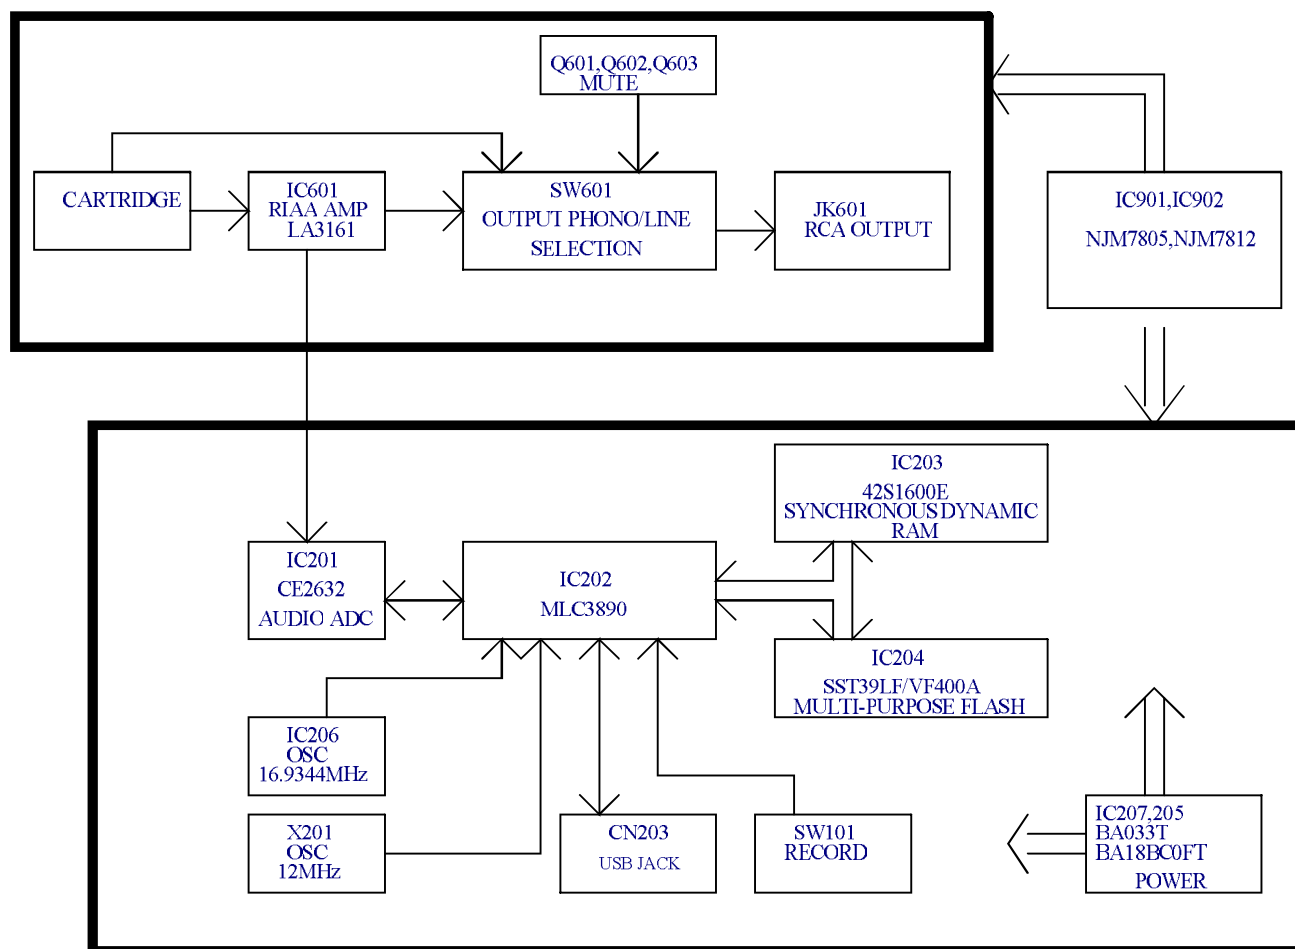 Q601,Q602,Q603
MUTE
CARTRIDGE
IC601
RIAA AMP
LA3161
SW601
OUTPUT PHONO/LINE
SELECTION
JK601
RCA OUTPUT
IC901,IC902
NJM7805,NJM7812
IC203
42S1600E
SYNCHRONOUS DYNAMIC
RAM
IC201
CE2632
AUDIO ADC
IC202
MLC3890
IC204
SST39LF/VF400A
MULTI-PURPOSE FLASH
IC206
OSC
16.9344MHz
X201
OSC
12MHz
CN203
USB JACK
SW101
RECORD
IC207,205
BA033T
BA18BC0FT
POWER